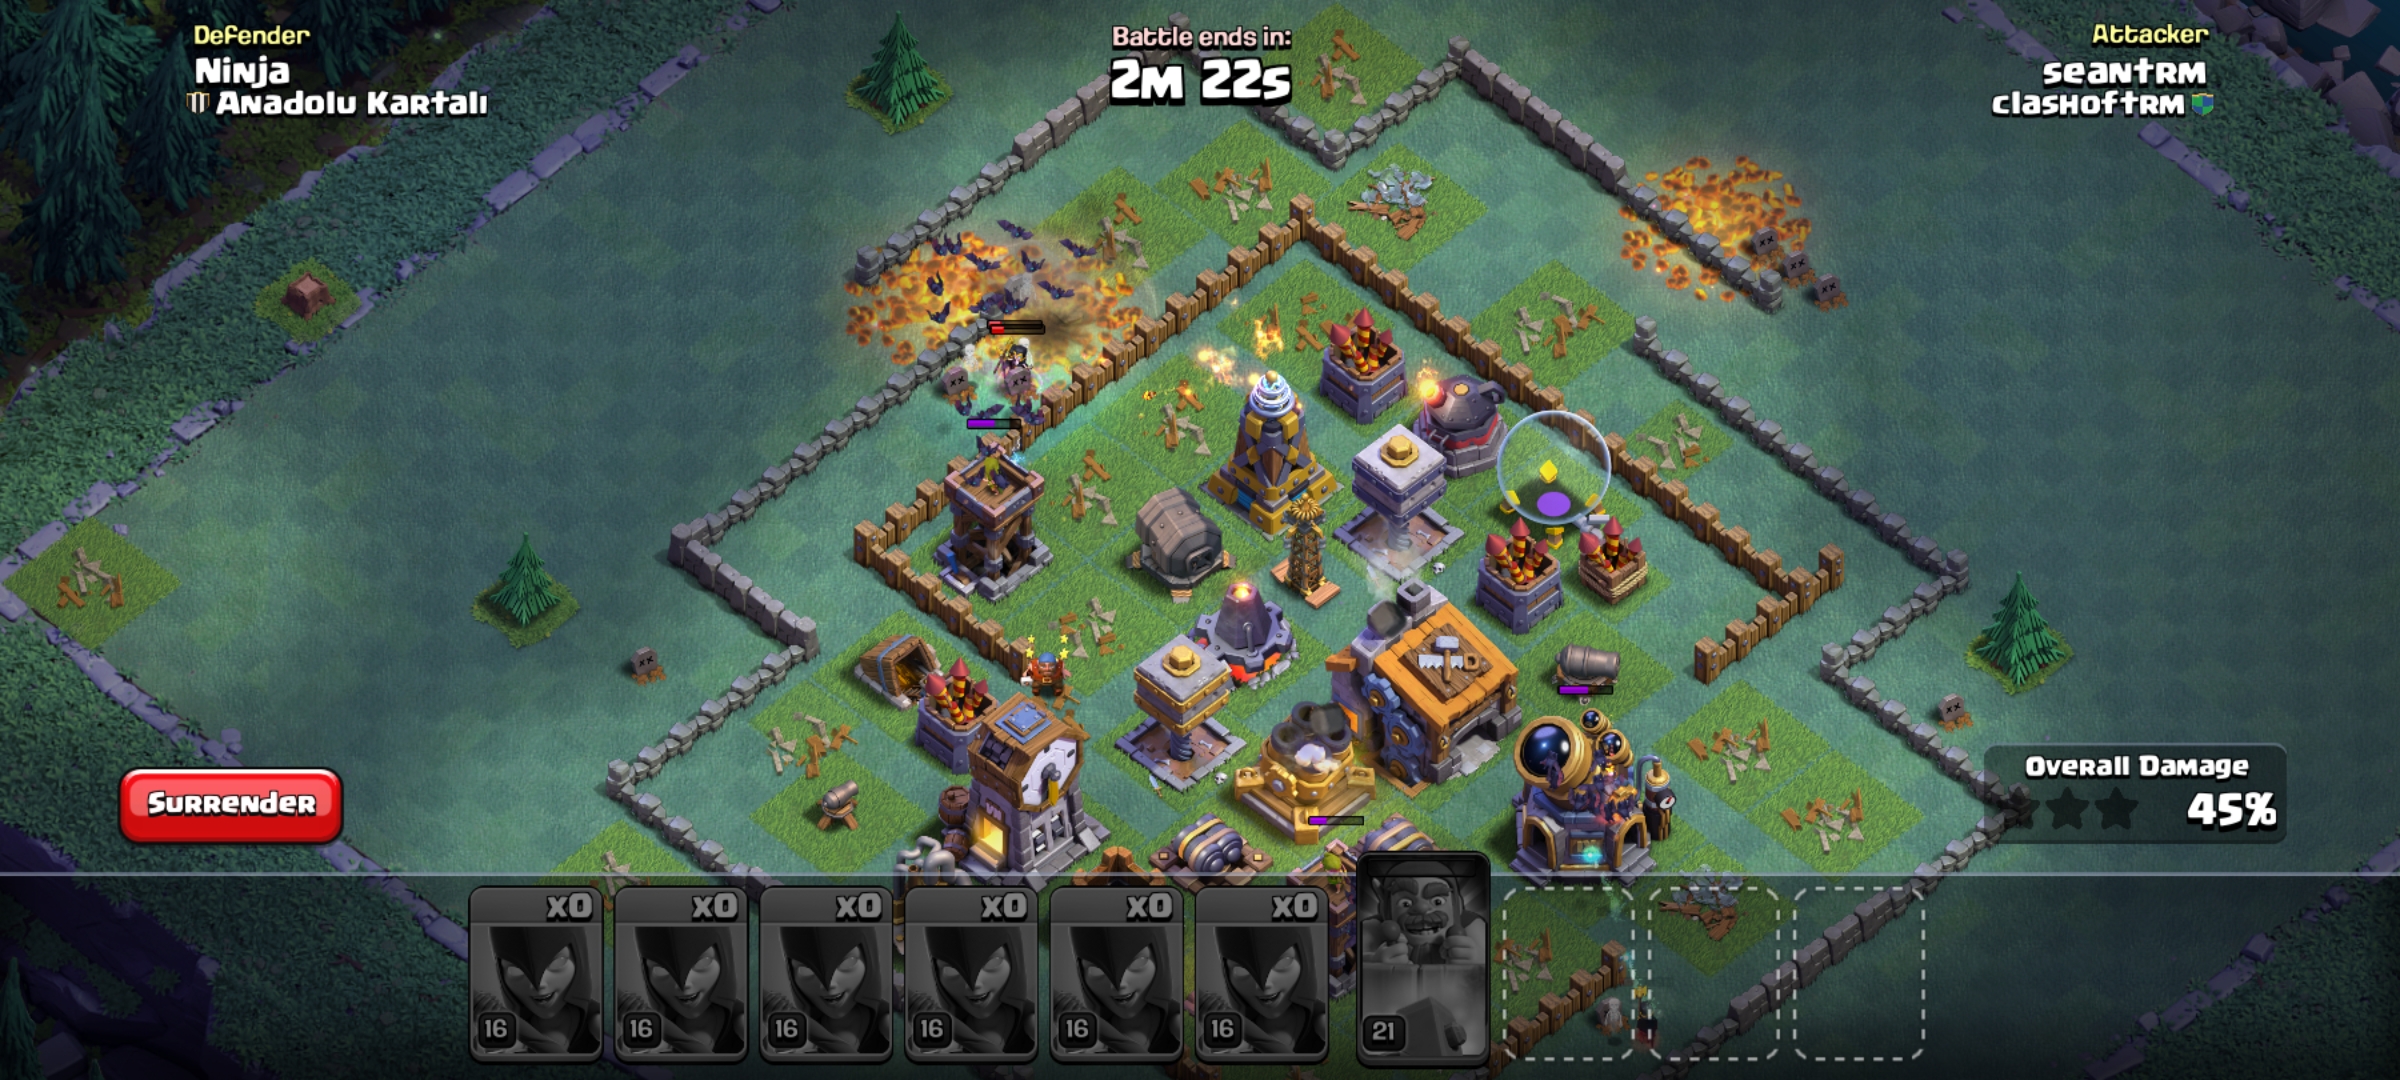 Defender
Ninja
Anadolu Kartalı
Battle ends in:
2M 22s
Attacker
seantRM
clashoftRM
Surrender
Overall Damage
45%
x0 x0 x0 x0 x0 x0
16 16 16 16 16 16 21